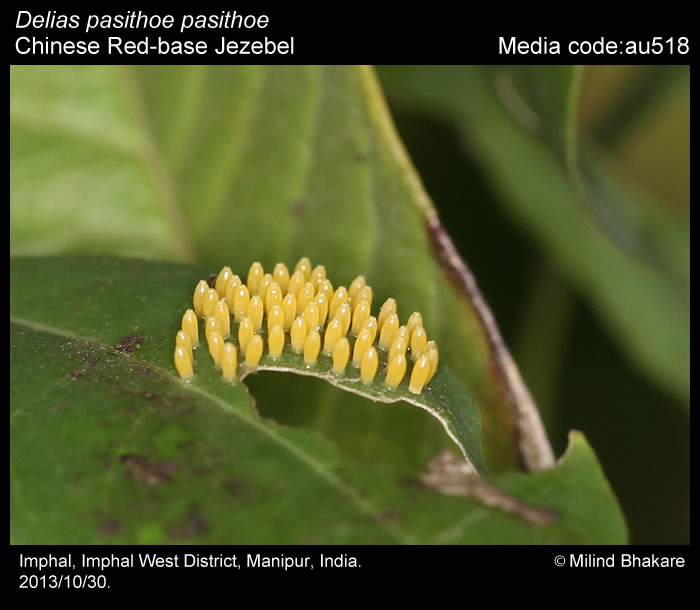 Delias pasithoe pasithoe
Chinese Red-base Jezebel Media code:au518
Imphal, Imphal West District, Manipur, India. © Milind Bhakare
2013/10/30.